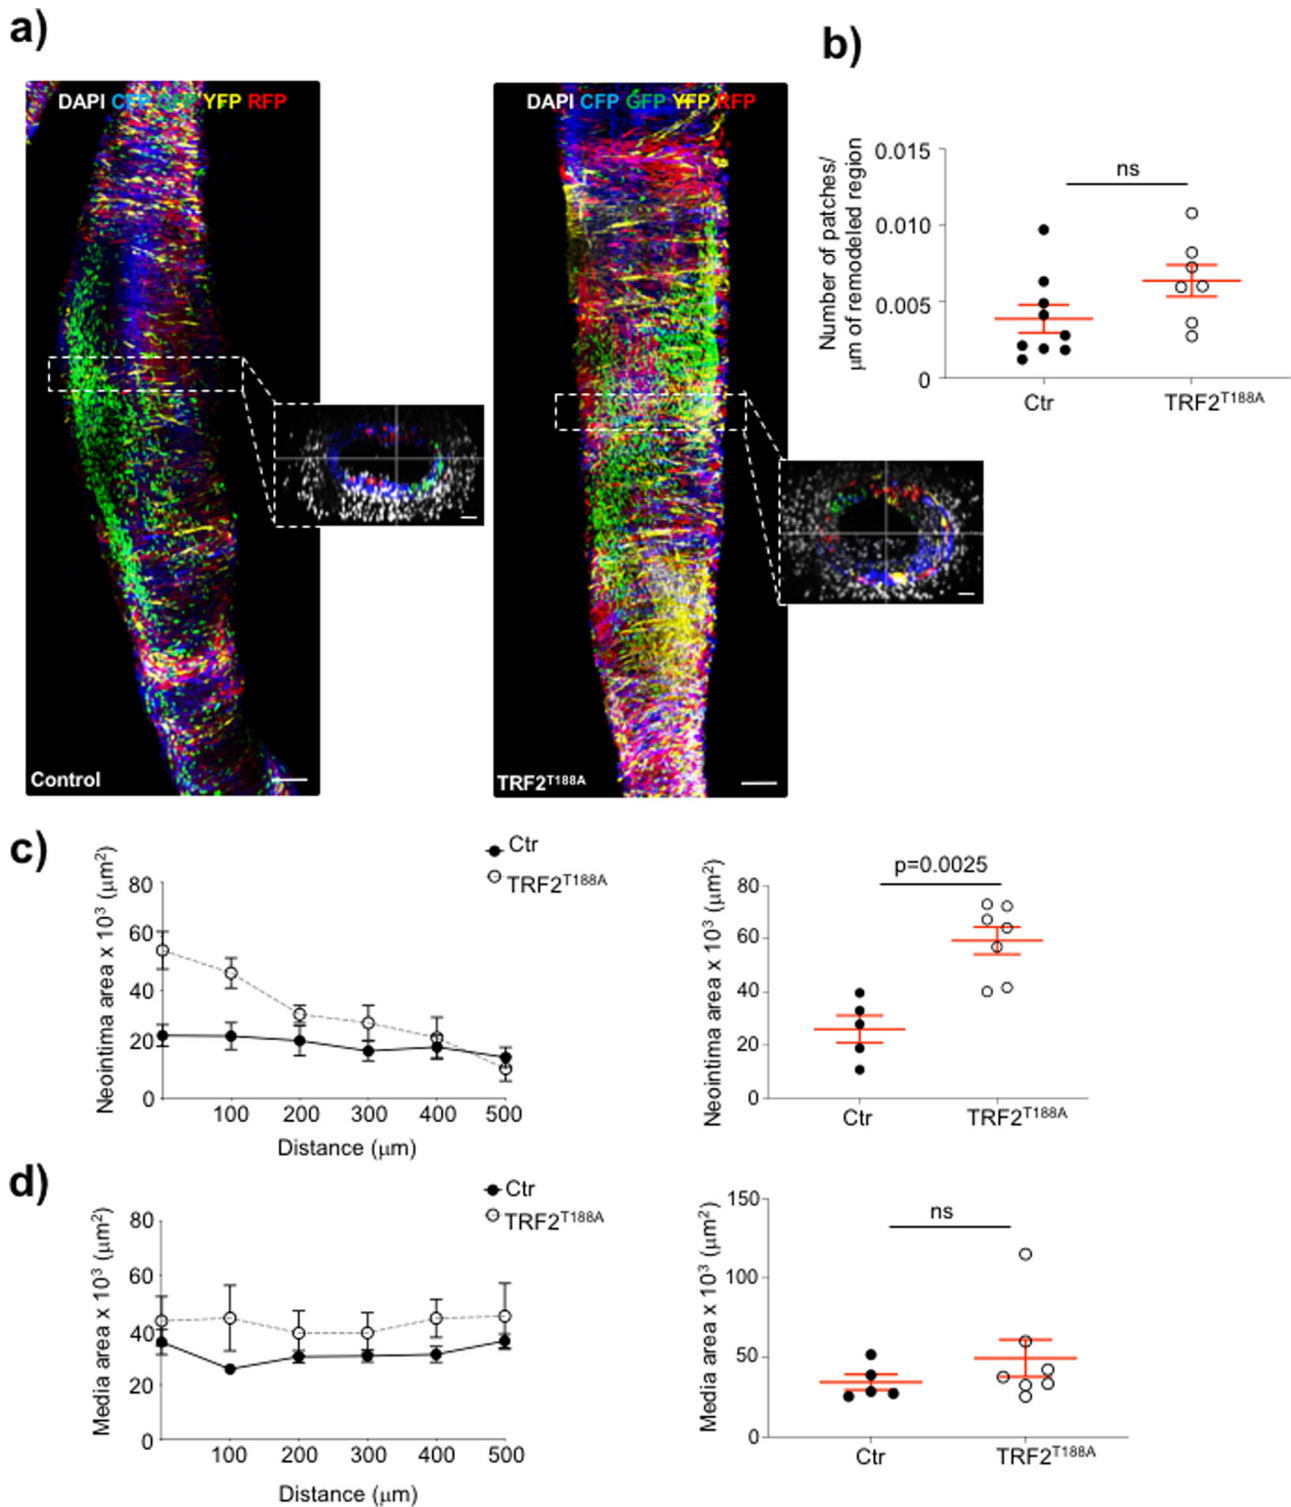 a)
DAPI CFP GFP YFP RFP
Control
DAPI CFP GFP YFP RFP
TRF2T188A
b)
Number of patches/
μm of remodeled region
0.015
0.010
0.005
0
ns
Ctr
TRF2T188A
c)
Neointima area x 10³ (μm²)
80
60
40
20
0
100 200 300 400 500
Distance (μm)
Ctr
TRF2T188A
Neointima area x 10³ (μm²)
80
60
40
20
0
p=0.0025
Ctr
TRF2T188A
d)
Media area x 10³ (μm²)
80
60
40
20
0
100 200 300 400 500
Distance (μm)
Ctr
TRF2T188A
Media area x 10³ (μm²)
150
100
50
0
ns
Ctr
TRF2T188A